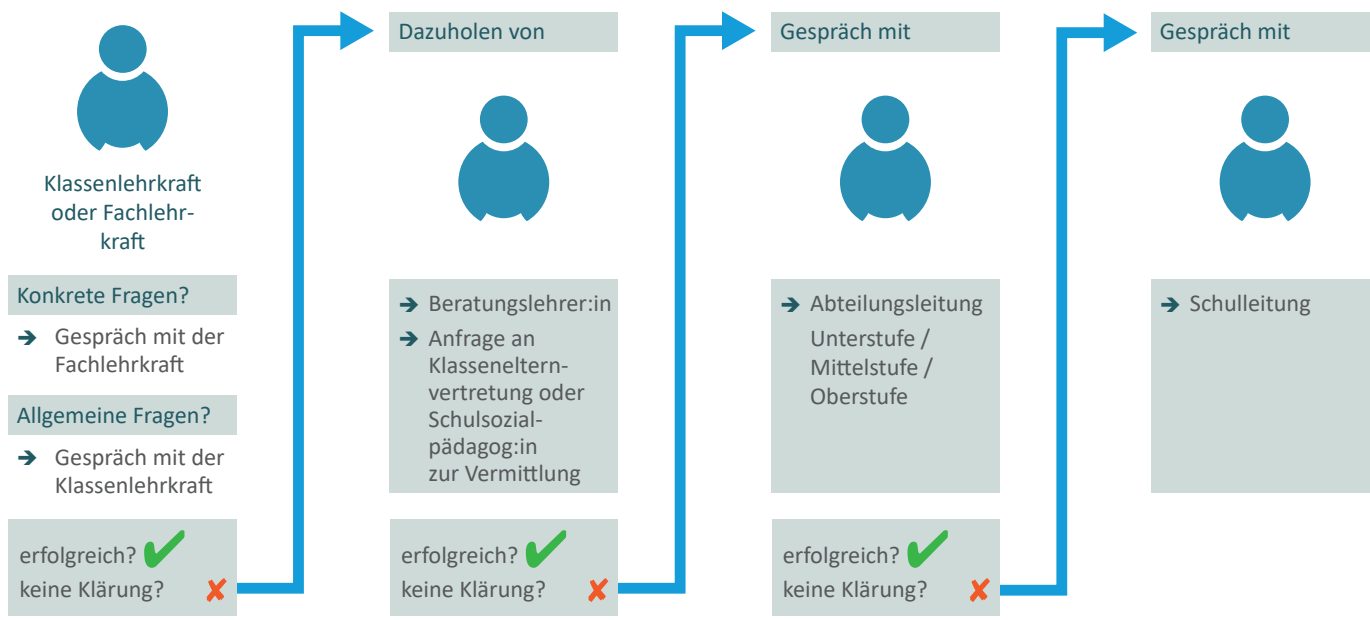 Klassenlehrkraft
oder Fachlehr-
kraft
Konkrete Fragen?
➔ Gespräch mit der
Fachlehrkraft
Allgemeine Fragen?
➔ Gespräch mit der
Klassenlehrkraft
erfolgreich? ✔
keine Klärung? ✘
Dazuholen von
➔ Beratungslehrer:in
➔ Anfrage an
Klasseneltern-
vertretung oder
Schulsozial-
pädagog:in
zur Vermittlung
erfolgreich? ✔
keine Klärung? ✘
Gespräch mit
➔ Abteilungsleitung
Unterstufe /
Mittelstufe /
Oberstufe
erfolgreich? ✔
keine Klärung? ✘
Gespräch mit
➔ Schulleitung